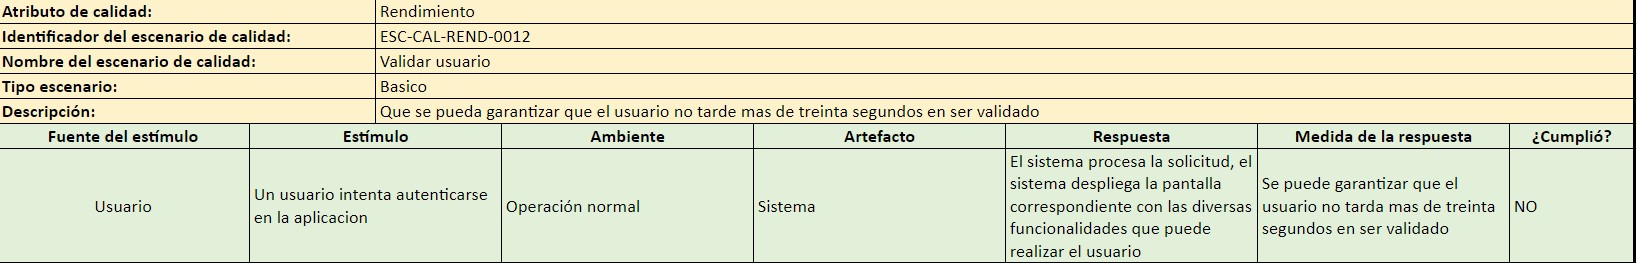 Atributo de calidad: Rendimiento
Identificador del escenario de calidad: ESC-CAL-REND-0012
Nombre del escenario de calidad: Validar usuario
Tipo escenario: Basico
Descripción: Que se pueda garantizar que el usuario no tarde mas de treinta segundos en ser validado
Fuente del estímulo Estímulo Ambiente Artefacto Respuesta Medida de la respuesta ¿Cumplió?
Usuario
Un usuario intenta autenticarse
en la aplicacion
Operación normal
Sistema
El sistema procesa la solicitud, el
sistema despliega la pantalla
correspondiente con las diversas
funcionalidades que puede
realizar el usuario
Se puede garantizar que el
usuario no tarda mas de treinta
segundos en ser validado
NO